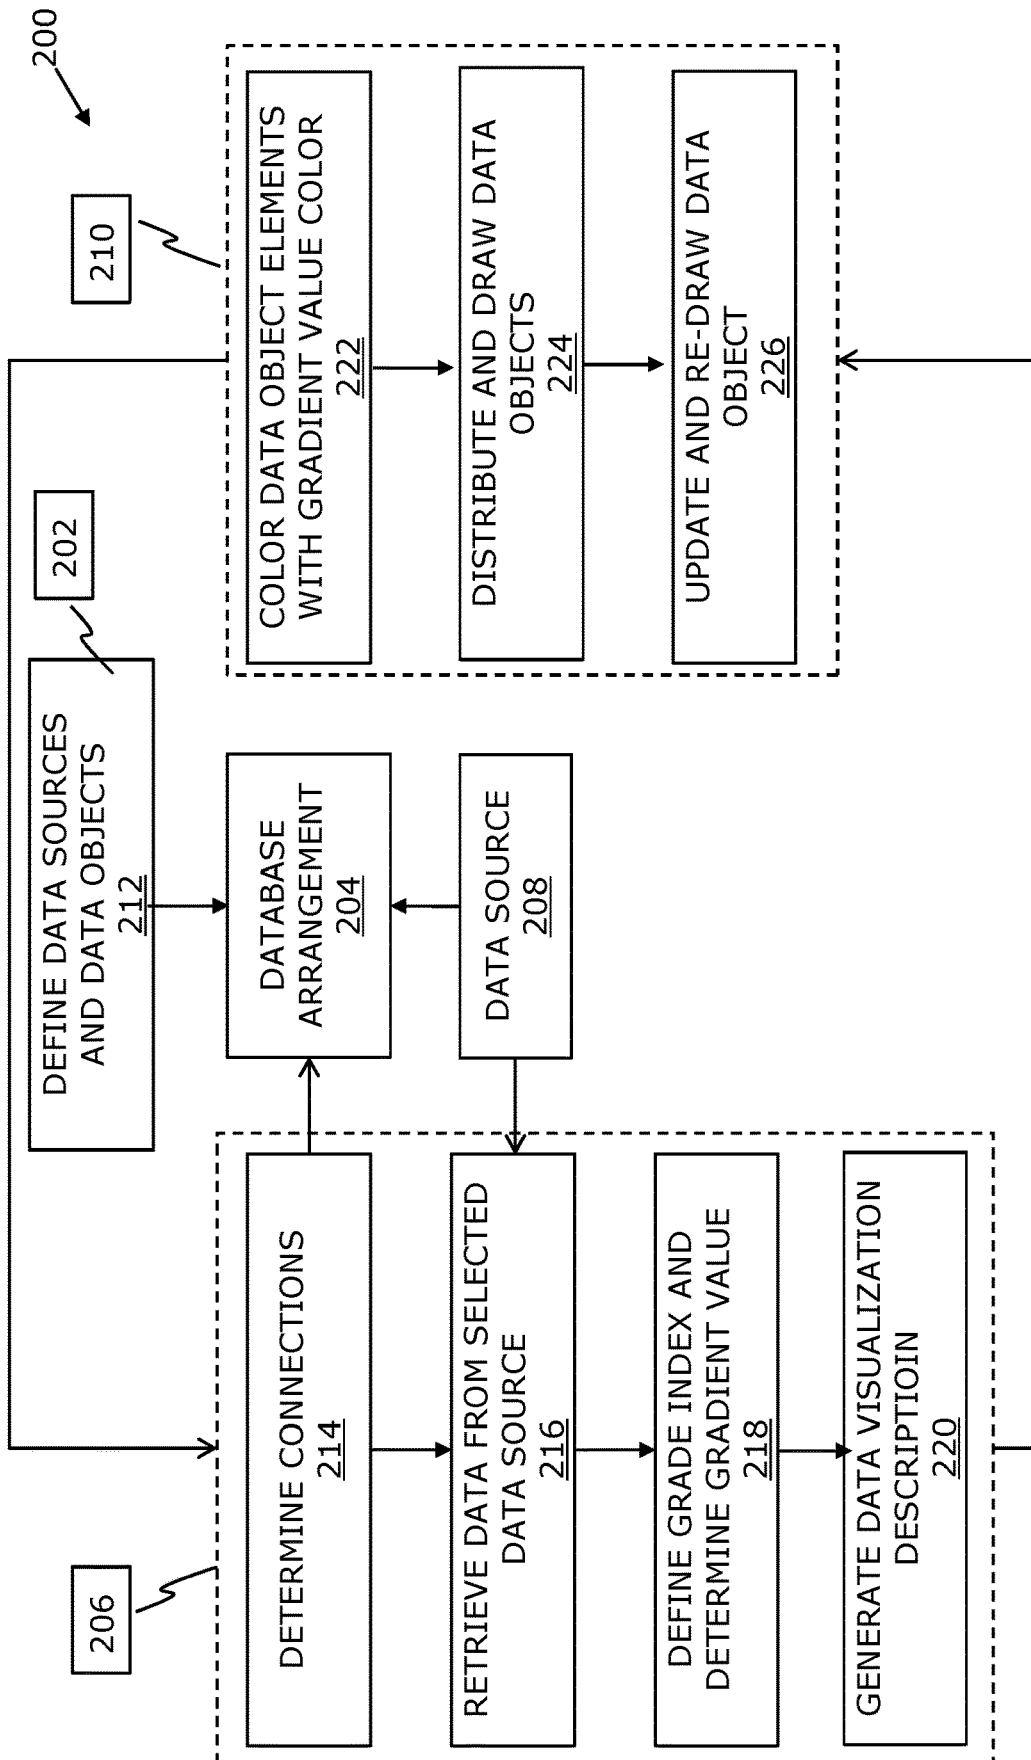 200
206
202
210
DEFINE DATA SOURCES
AND DATA OBJECTS
212
DETERMINE CONNECTIONS
214
RETRIEVE DATA FROM SELECTED
DATA SOURCE
216
DEFINE GRADE INDEX AND
DETERMINE GRADIENT VALUE
218
GENERATE DATA VISUALIZATION
DESCRIPTIOIN
220
DATABASE
ARRANGEMENT
204
DATA SOURCE
208
COLOR DATA OBJECT ELEMENTS
WITH GRADIENT VALUE COLOR
222
DISTRIBUTE AND DRAW DATA
OBJECTS
224
UPDATE AND RE-DRAW DATA
OBJECT
226